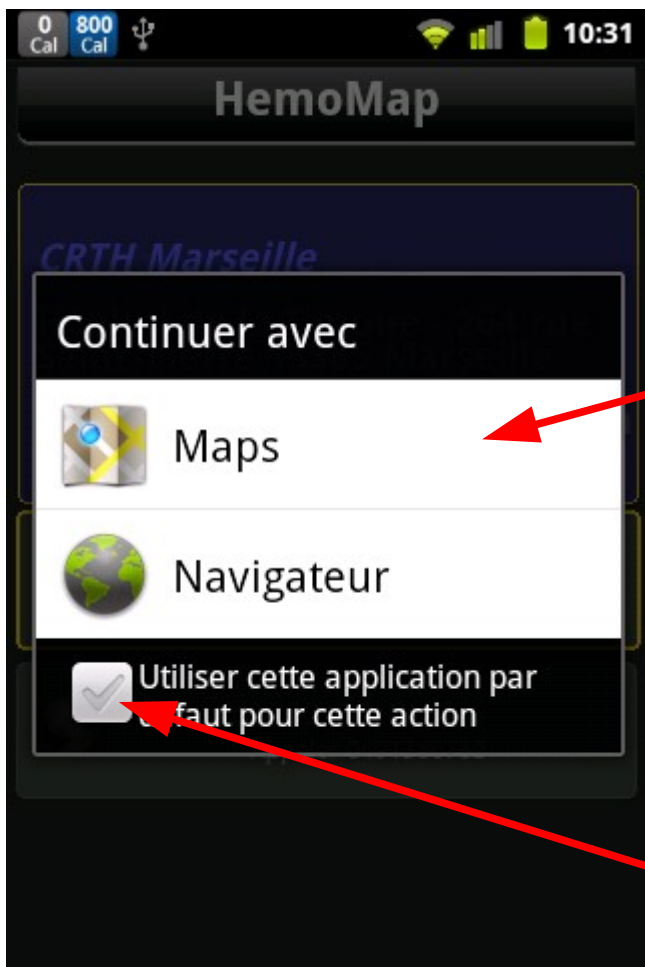 0 800
Cal Cal
10:31
HemoMap
CRTH Marseille
Continuer avec
Maps
Navigateur
Utiliser cette application par
faut pour cette action